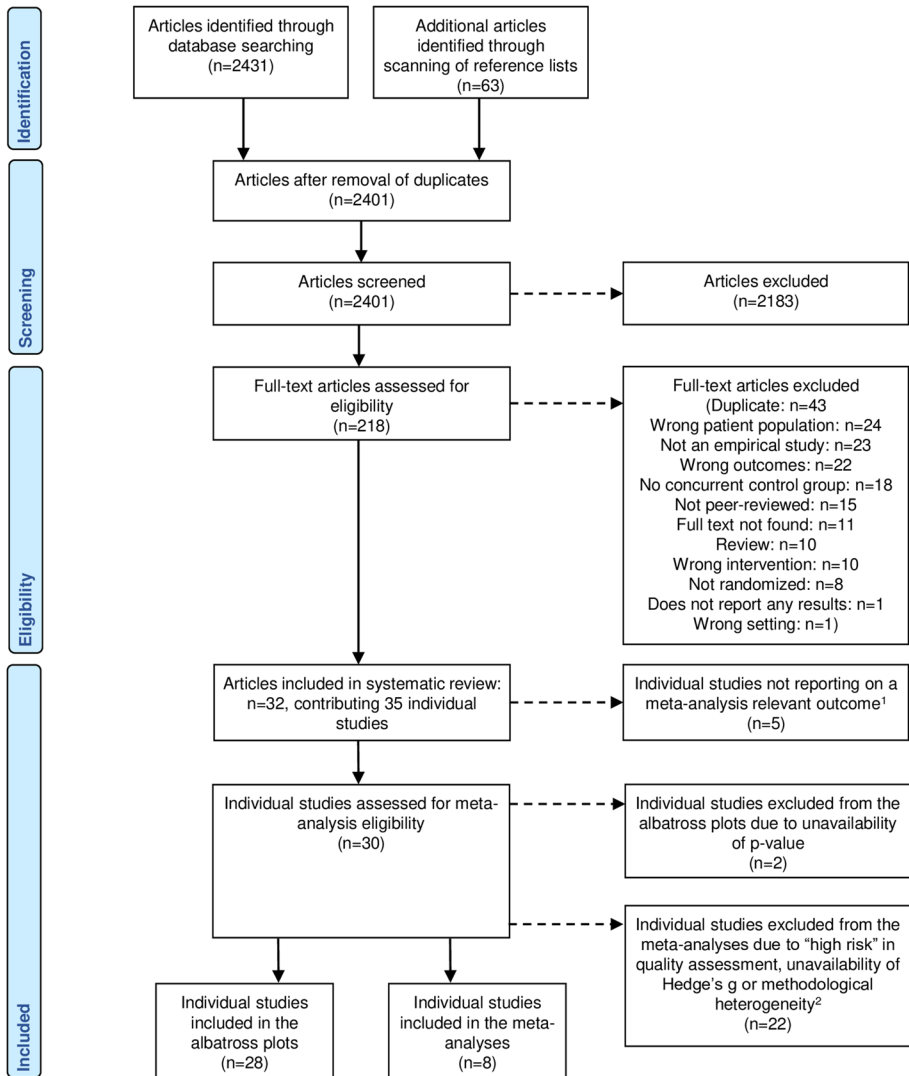 Identification
Articles identified through
database searching
(n=2431)
Additional articles
identified through
scanning of reference lists
(n=63)
Screening
Articles after removal of duplicates
(n=2401)
Articles screened
(n=2401)
Articles excluded
(n=2183)
Eligibility
Full-text articles assessed for
eligibility
(n=218)
Full-text articles excluded
(Duplicate: n=43
Wrong patient population: n=24
Not an empirical study: n=23
Wrong outcomes: n=22
No concurrent control group: n=18
Not peer-reviewed: n=15
Full text not found: n=11
Review: n=10
Wrong intervention: n=10
Not randomized: n=8
Does not report any results: n=1
Wrong setting: n=1)
Included
Articles included in systematic review:
n=32, contributing 35 individual
studies
Individual studies not reporting on a
meta-analysis relevant outcome¹
(n=5)
Individual studies assessed for meta-
analysis eligibility
(n=30)
Individual studies excluded from the
albatross plots due to unavailability
of p-value
(n=2)
Individual studies excluded from the
meta-analyses due to “high risk” in
quality assessment, unavailability of
Hedge’s g or methodological
heterogeneity²
(n=22)
Individual studies
included in the
albatross plots
(n=28)
Individual studies
included in the meta-
analyses
(n=8)